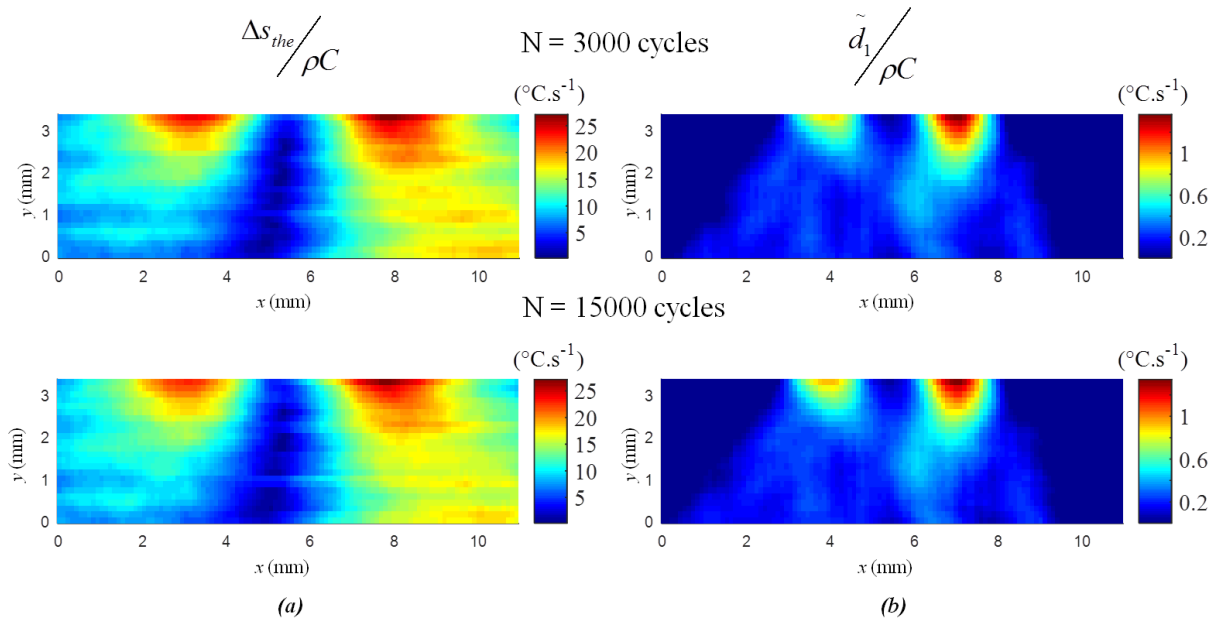 Δs_the/ρC
N = 3000 cycles
d̃_1/ρC
(°C.s⁻¹)
(°C.s⁻¹)
y (mm)
3
2
1
0
25
20
15
10
5
y (mm)
3
2
1
0
1
0.6
0.2
0 2 4 6 8 10
0 2 4 6 8 10
x (mm)
x (mm)
N = 15000 cycles
(°C.s⁻¹)
(°C.s⁻¹)
y (mm)
3
2
1
0
25
20
15
10
5
y (mm)
3
2
1
0
1
0.6
0.2
0 2 4 6 8 10
0 2 4 6 8 10
x (mm)
x (mm)
(a)
(b)